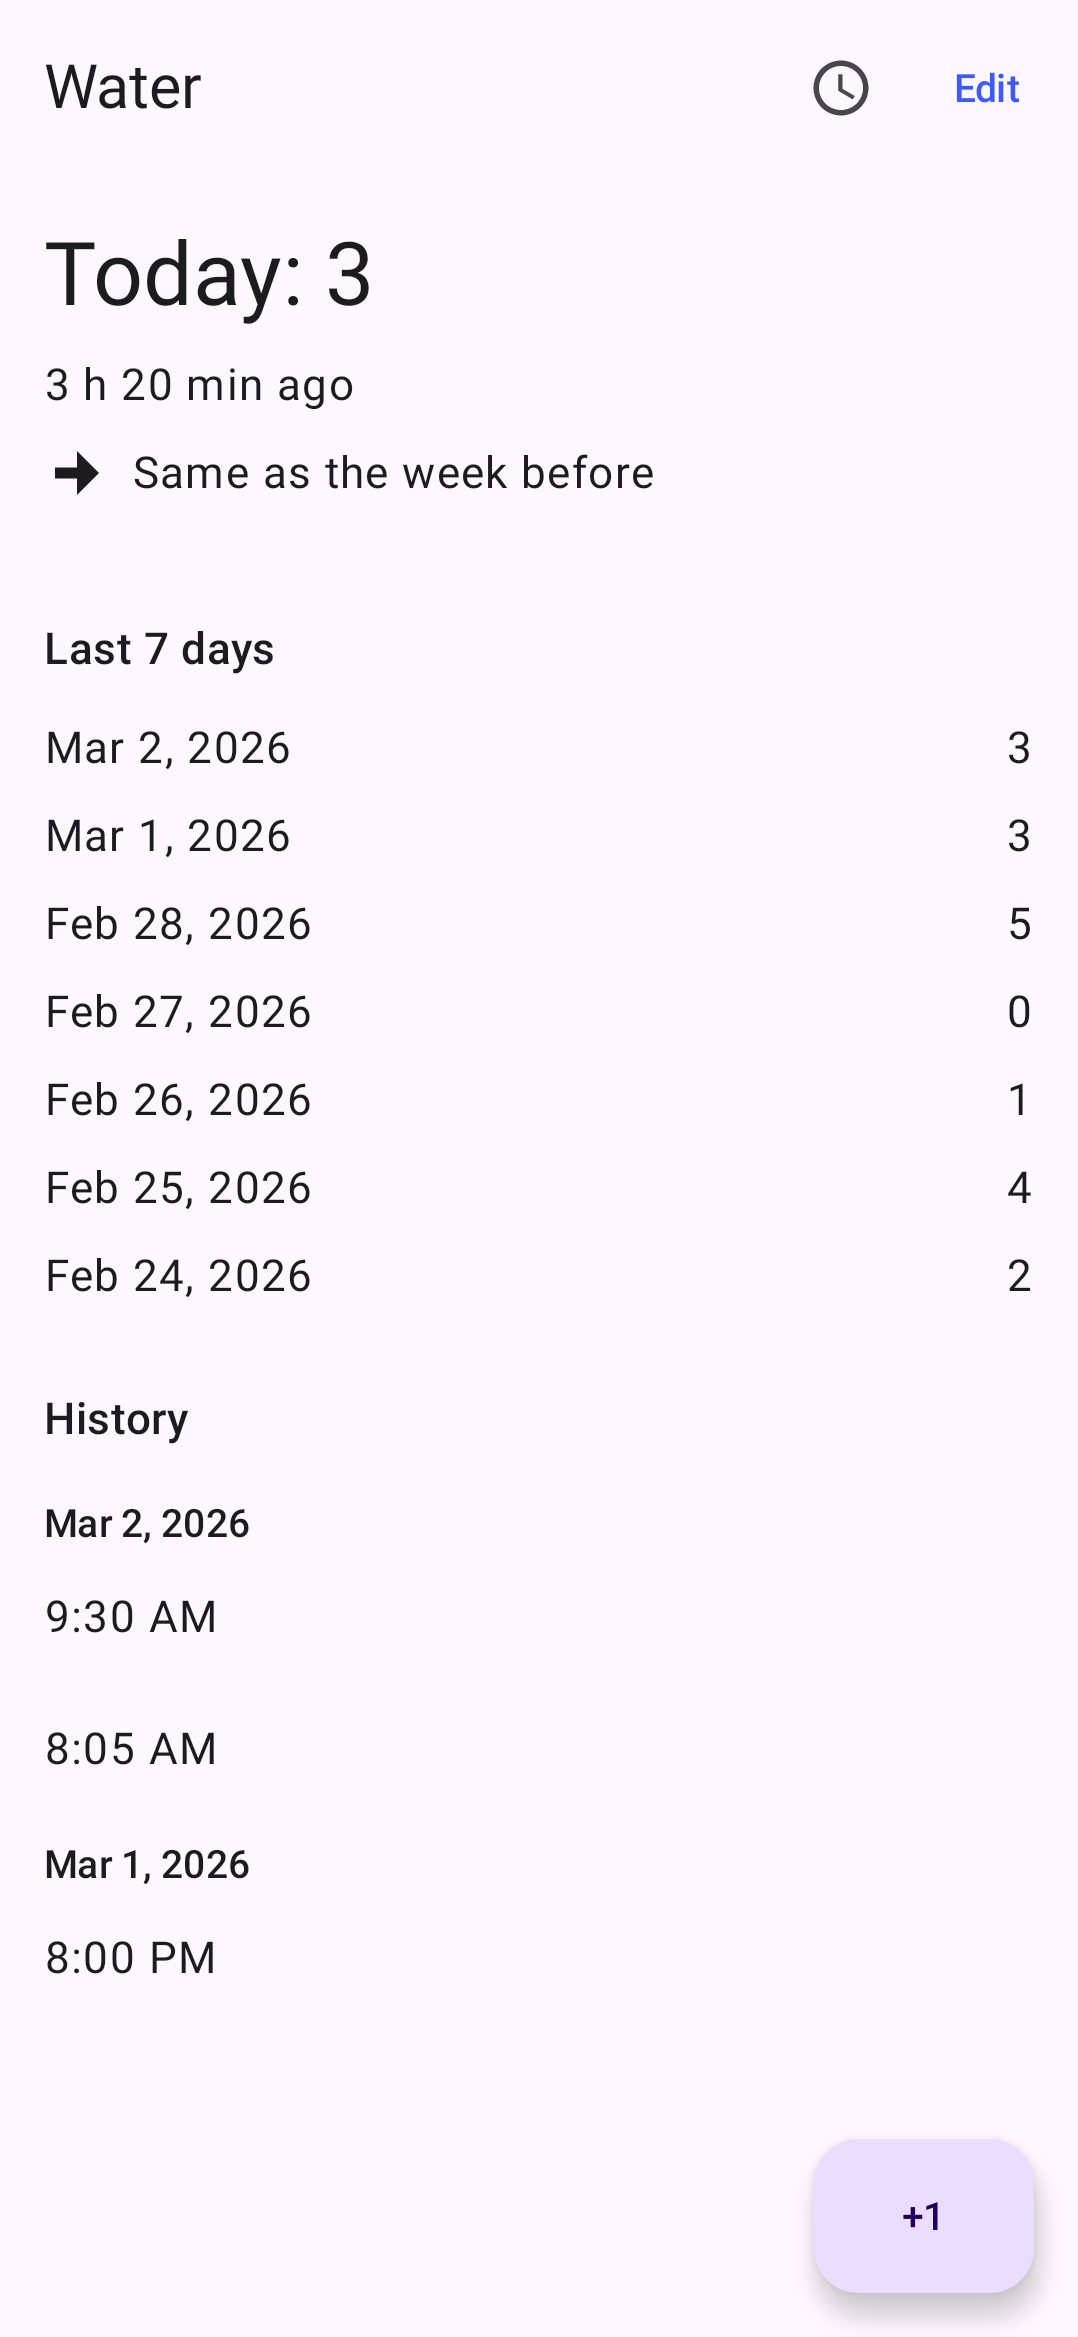 Water
Edit
Today: 3
3 h 20 min ago
Same as the week before
Last 7 days
Mar 2, 2026 3
Mar 1, 2026 3
Feb 28, 2026 5
Feb 27, 2026 0
Feb 26, 2026 1
Feb 25, 2026 4
Feb 24, 2026 2
History
Mar 2, 2026
9:30 AM
8:05 AM
Mar 1, 2026
8:00 PM
+1